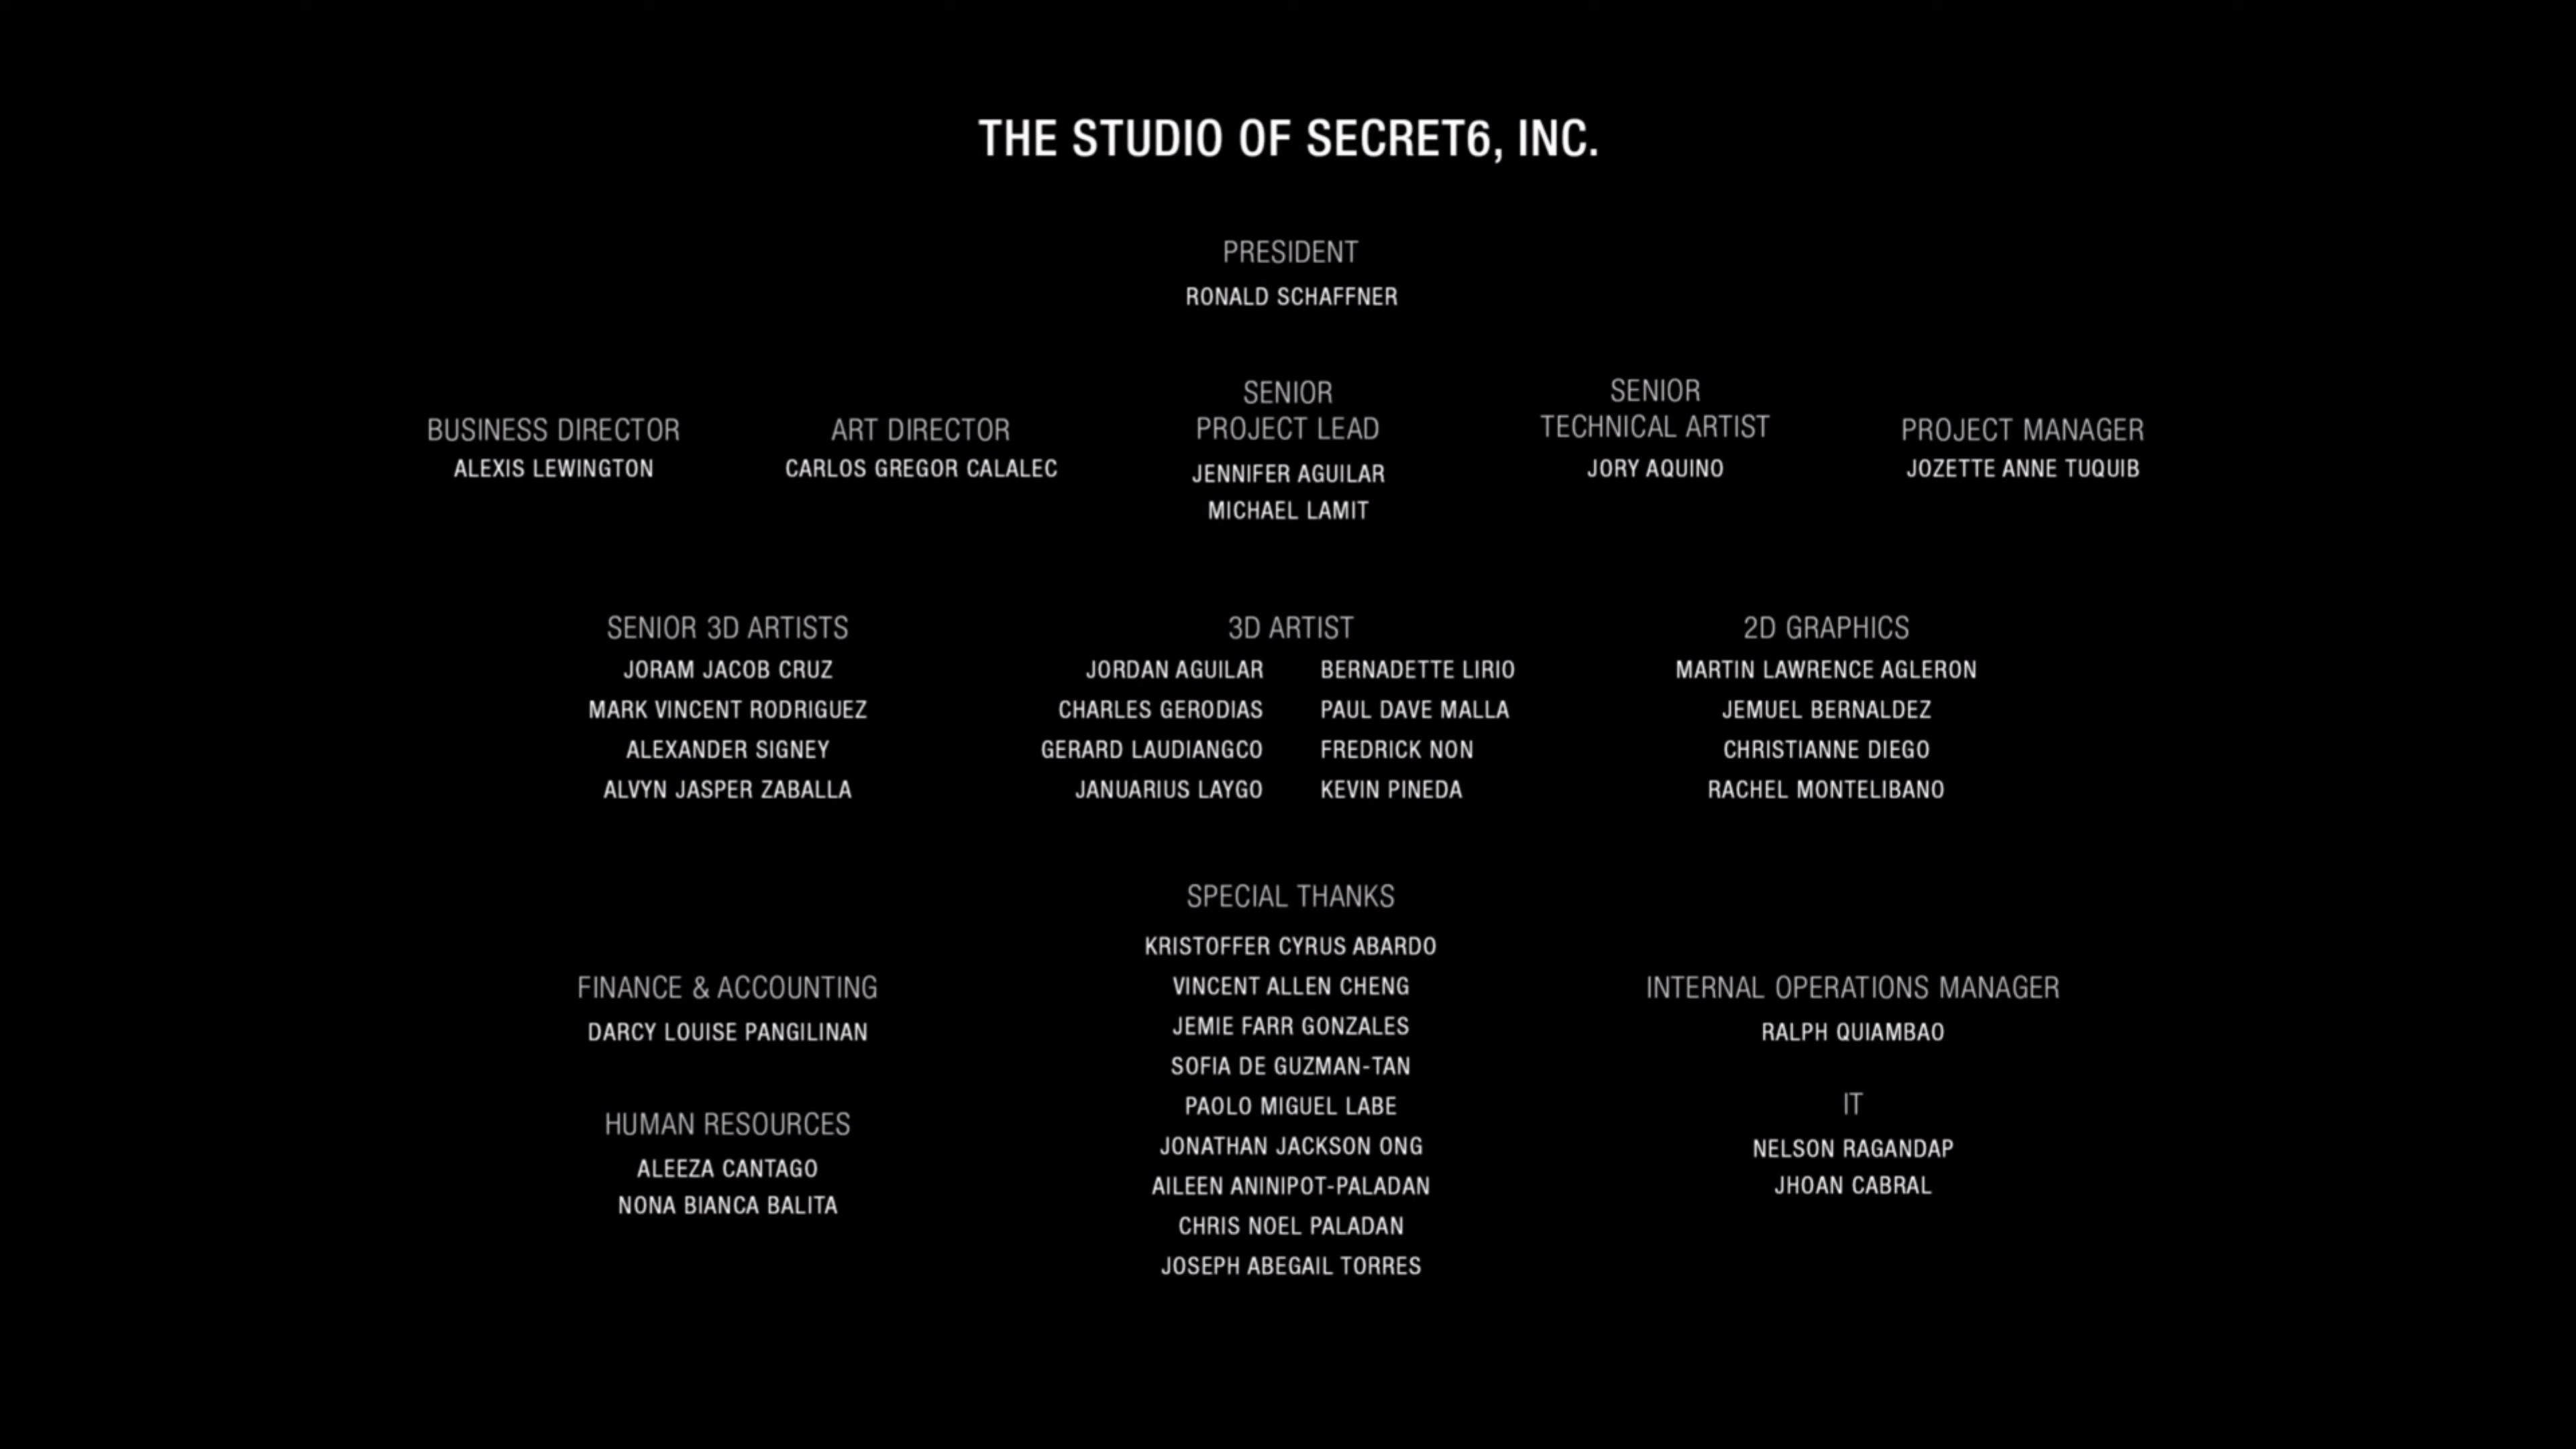 THE STUDIO OF SECRET6, INC.
PRESIDENT
RONALD SCHAFFNER
BUSINESS DIRECTOR
ALEXIS LEWINGTON
ART DIRECTOR
CARLOS GREGOR CALALEC
SENIOR
PROJECT LEAD
JENNIFER AGUILAR
MICHAEL LAMIT
SENIOR
TECHNICAL ARTIST
JORY AQUINO
PROJECT MANAGER
JOZETTE ANNE TUQUIB
SENIOR 3D ARTISTS
JORAM JACOB CRUZ
MARK VINCENT RODRIGUEZ
ALEXANDER SIGNEY
ALVYN JASPER ZABALLA
3D ARTIST
JORDAN AGUILAR
CHARLES GERODIAS
GERARD LAUDIANGCO
JANUARIUS LAYGO
BERNADETTE LIRIO
PAUL DAVE MALLA
FREDRICK NON
KEVIN PINEDA
2D GRAPHICS
MARTIN LAWRENCE AGLERON
JEMUEL BERNALDEZ
CHRISTIANNE DIEGO
RACHEL MONTELIBANO
FINANCE & ACCOUNTING
DARCY LOUISE PANGILINAN
HUMAN RESOURCES
ALEEZA CANTAGO
NONA BIANCA BALITA
SPECIAL THANKS
KRISTOFFER CYRUS ABARDO
VINCENT ALLEN CHENG
JEMIE FARR GONZALES
SOFIA DE GUZMAN-TAN
PAOLO MIGUEL LABE
JONATHAN JACKSON ONG
AILEEN ANINIPOT-PALADAN
CHRIS NOEL PALADAN
JOSEPH ABEGAIL TORRES
INTERNAL OPERATIONS MANAGER
RALPH QUIAMBAO
IT
NELSON RAGANDAP
JHOAN CABRAL